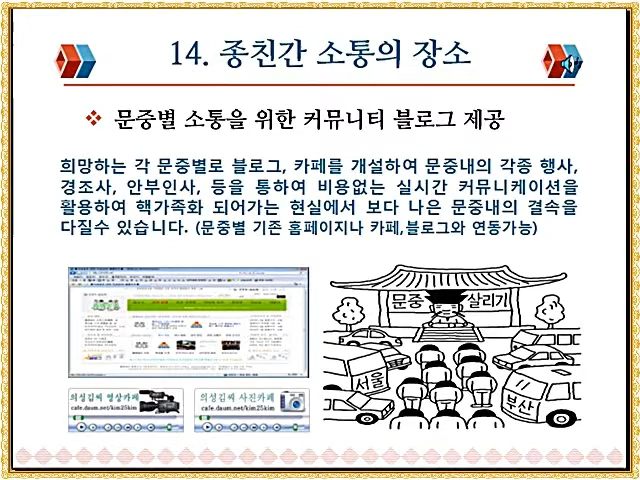 14. 종친간 소통의 장소
문중별 소통을 위한 커뮤니티 블로그 제공
희망하는 각 문중별로 블로그, 카페를 개설하여 문중내의 각종 행사,
경조사, 안부인사, 등을 통하여 비용없는 실시간 커뮤니케이션을
활용하여 핵가족화 되어가는 현실에서 보다 나은 문중내의 결속을
다질수 있습니다. (문중별 기존 홈페이지나 카페,블로그와 연동가능)
문중 살리기
서울
부산
의성김씨 영상카페
cafe.daum.net/kim25kim
의성김씨 사진카페
cafe.daum.net/kim25kim